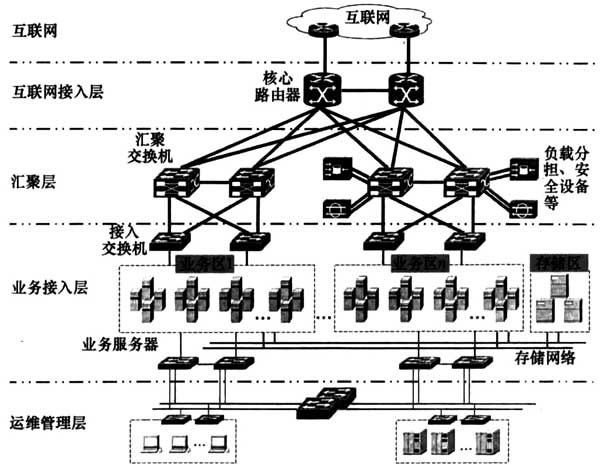 互联网
互联网
互联网接入层
核心
路由器
汇聚
交换机
汇聚层
负载分
担、安
全设备
等
接入
交换机
业务区1
业务区n
存储区
业务接入层
...
...
...
业务服务器
存储网络
运维管理层
...
...